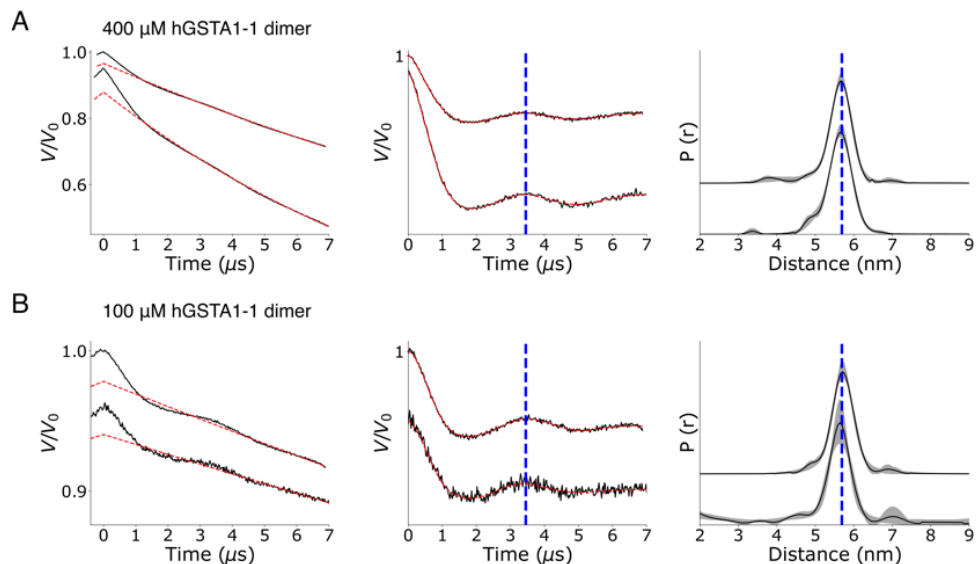 A
400 µM hGSTA1-1 dimer
1.0
0.8
0.6
V/V0
0 1 2 3 4 5 6 7
Time (µs)
1
V/V0
0 1 2 3 4 5 6 7
Time (µs)
P (r)
2 3 4 5 6 7 8 9
Distance (nm)
B
100 µM hGSTA1-1 dimer
1.0
0.9
V/V0
0 1 2 3 4 5 6 7
Time (µs)
1
V/V0
0 1 2 3 4 5 6 7
Time (µs)
P (r)
2 3 4 5 6 7 8 9
Distance (nm)